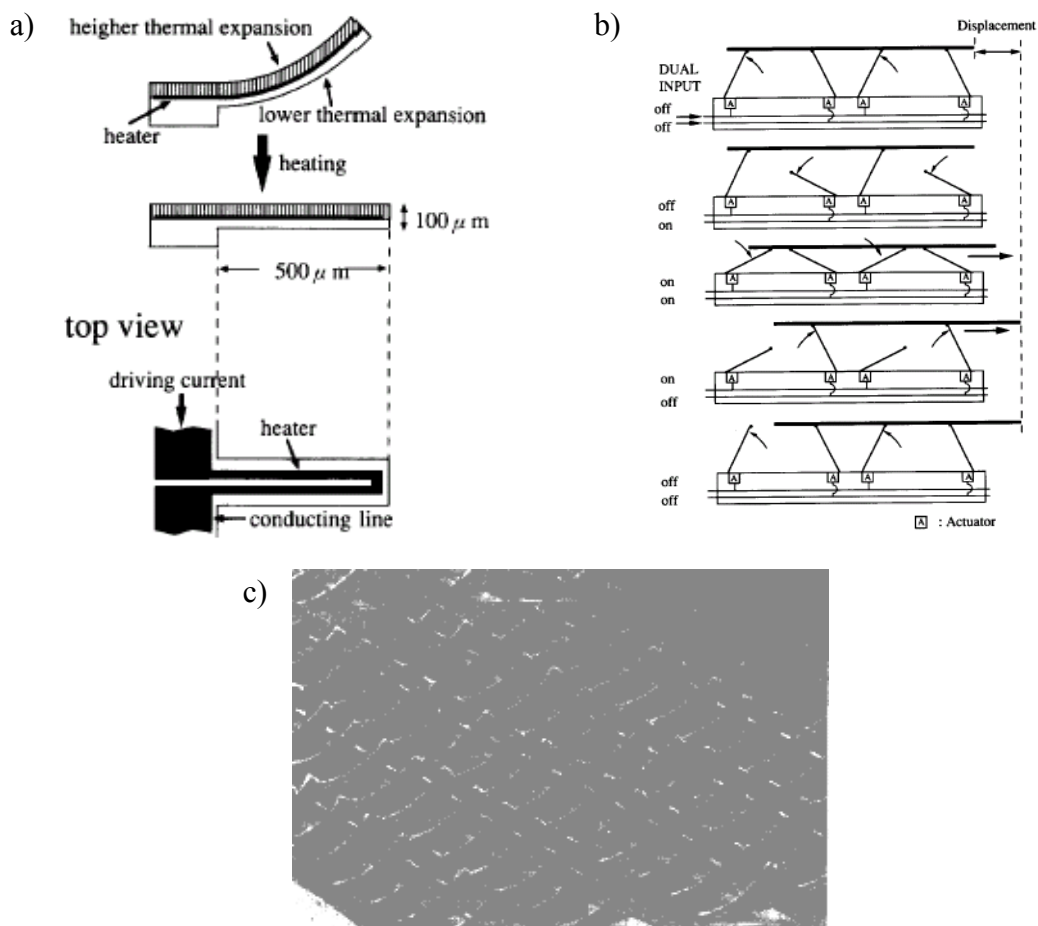 a)
heigher thermal expansion
heater
lower thermal expansion
heating
100 μ m
500 μ m
top view
driving current
heater
conducting line
b)
Displacement
DUAL
INPUT
off
off
A A A A
off
on
A A A A
on
on
A A A A
on
off
A A A A
off
off
A A A A
A : Actuator
c)